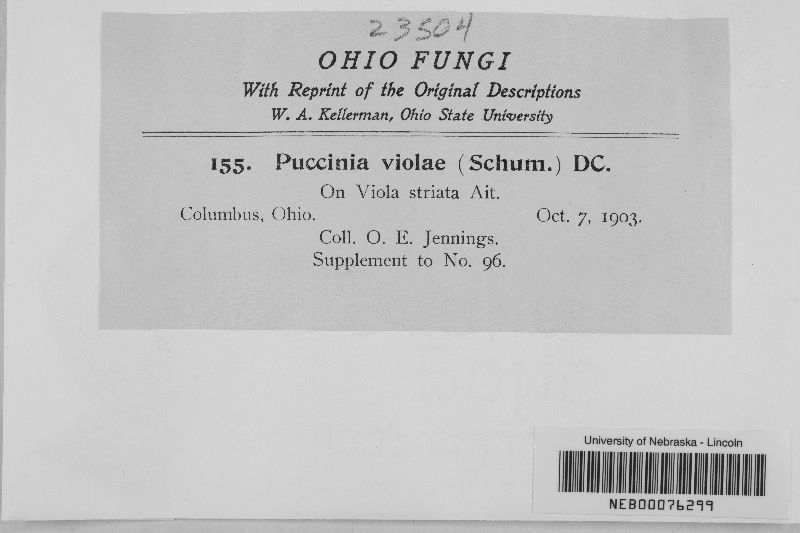 23504
OHIO FUNGI
With Reprint of the Original Descriptions
W. A. Kellerman, Ohio State University
155. Puccinia violae (Schum.) DC.
On Viola striata Ait.
Columbus, Ohio. Oct. 7, 1903.
Coll. O. E. Jennings.
Supplement to No. 96.
University of Nebraska - Lincoln
NEB00076299